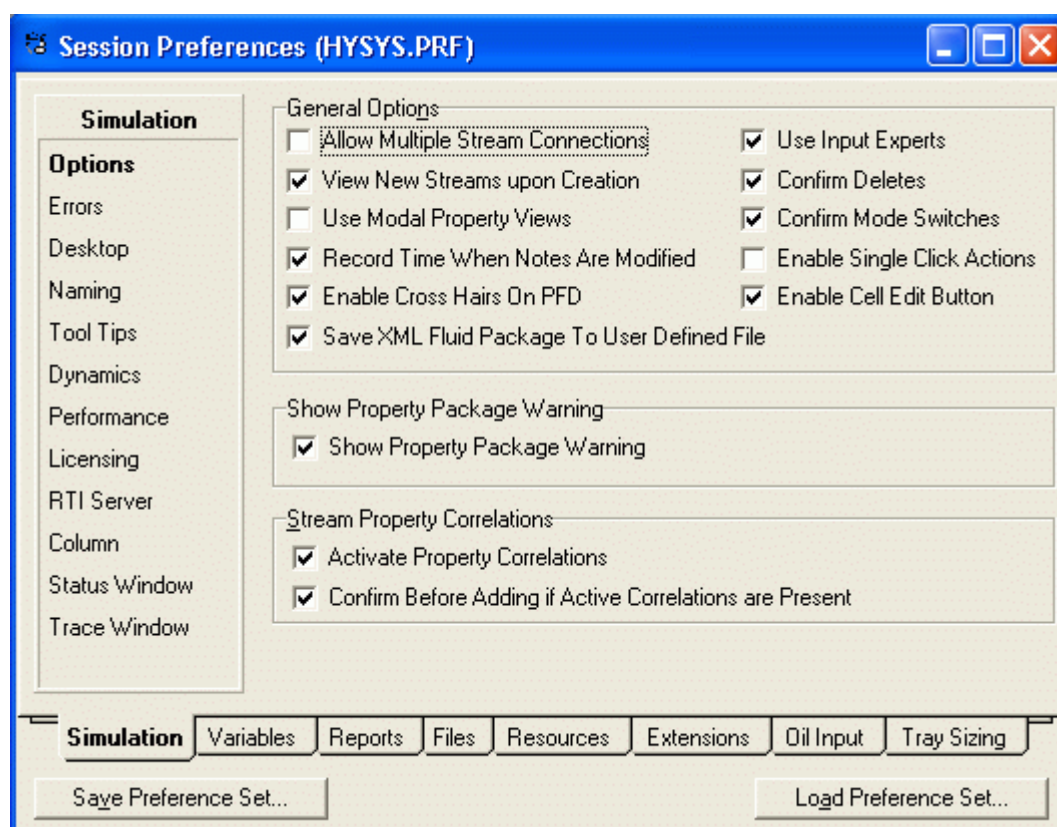 Session Preferences (HYSYS.PRF)
Simulation
Options
Errors
Desktop
Naming
Tool Tips
Dynamics
Performance
Licensing
RTI Server
Column
Status Window
Trace Window
General Options
Allow Multiple Stream Connections
View New Streams upon Creation
Use Modal Property Views
Record Time When Notes Are Modified
Enable Cross Hairs On PFD
Save XML Fluid Package To User Defined File
Use Input Experts
Confirm Deletes
Confirm Mode Switches
Enable Single Click Actions
Enable Cell Edit Button
Show Property Package Warning
Show Property Package Warning
Stream Property Correlations
Activate Property Correlations
Confirm Before Adding if Active Correlations are Present
Simulation Variables Reports Files Resources Extensions Oil Input Tray Sizing
Save Preference Set... Load Preference Set...